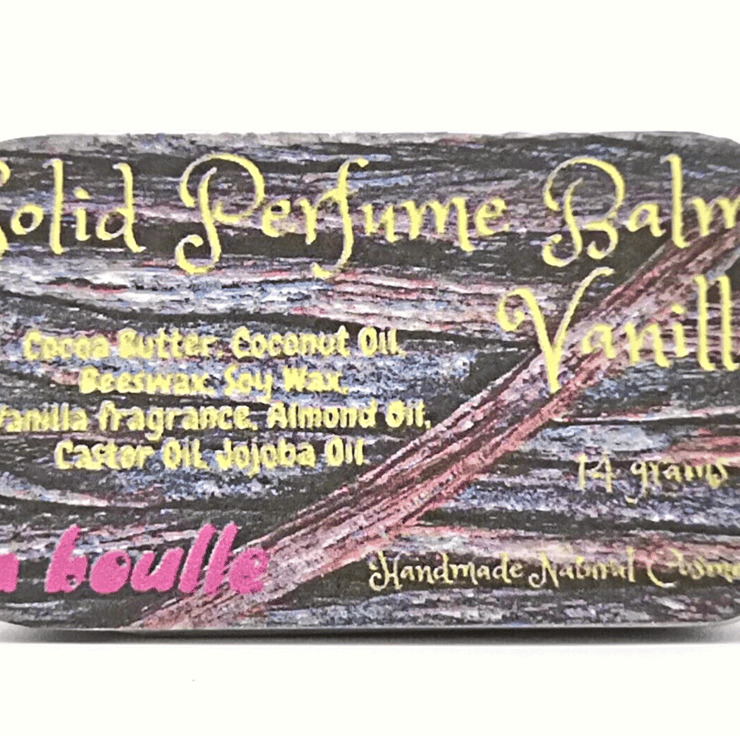 Solid Perfume Balm
Vanill
Cocoa Butter, Coconut Oil,
Beeswax, Soy Wax,
Vanilla fragrance, Almond Oil,
Castor Oil, Jojoba Oil
14 grams
boulle
Handmade Natural Cosme